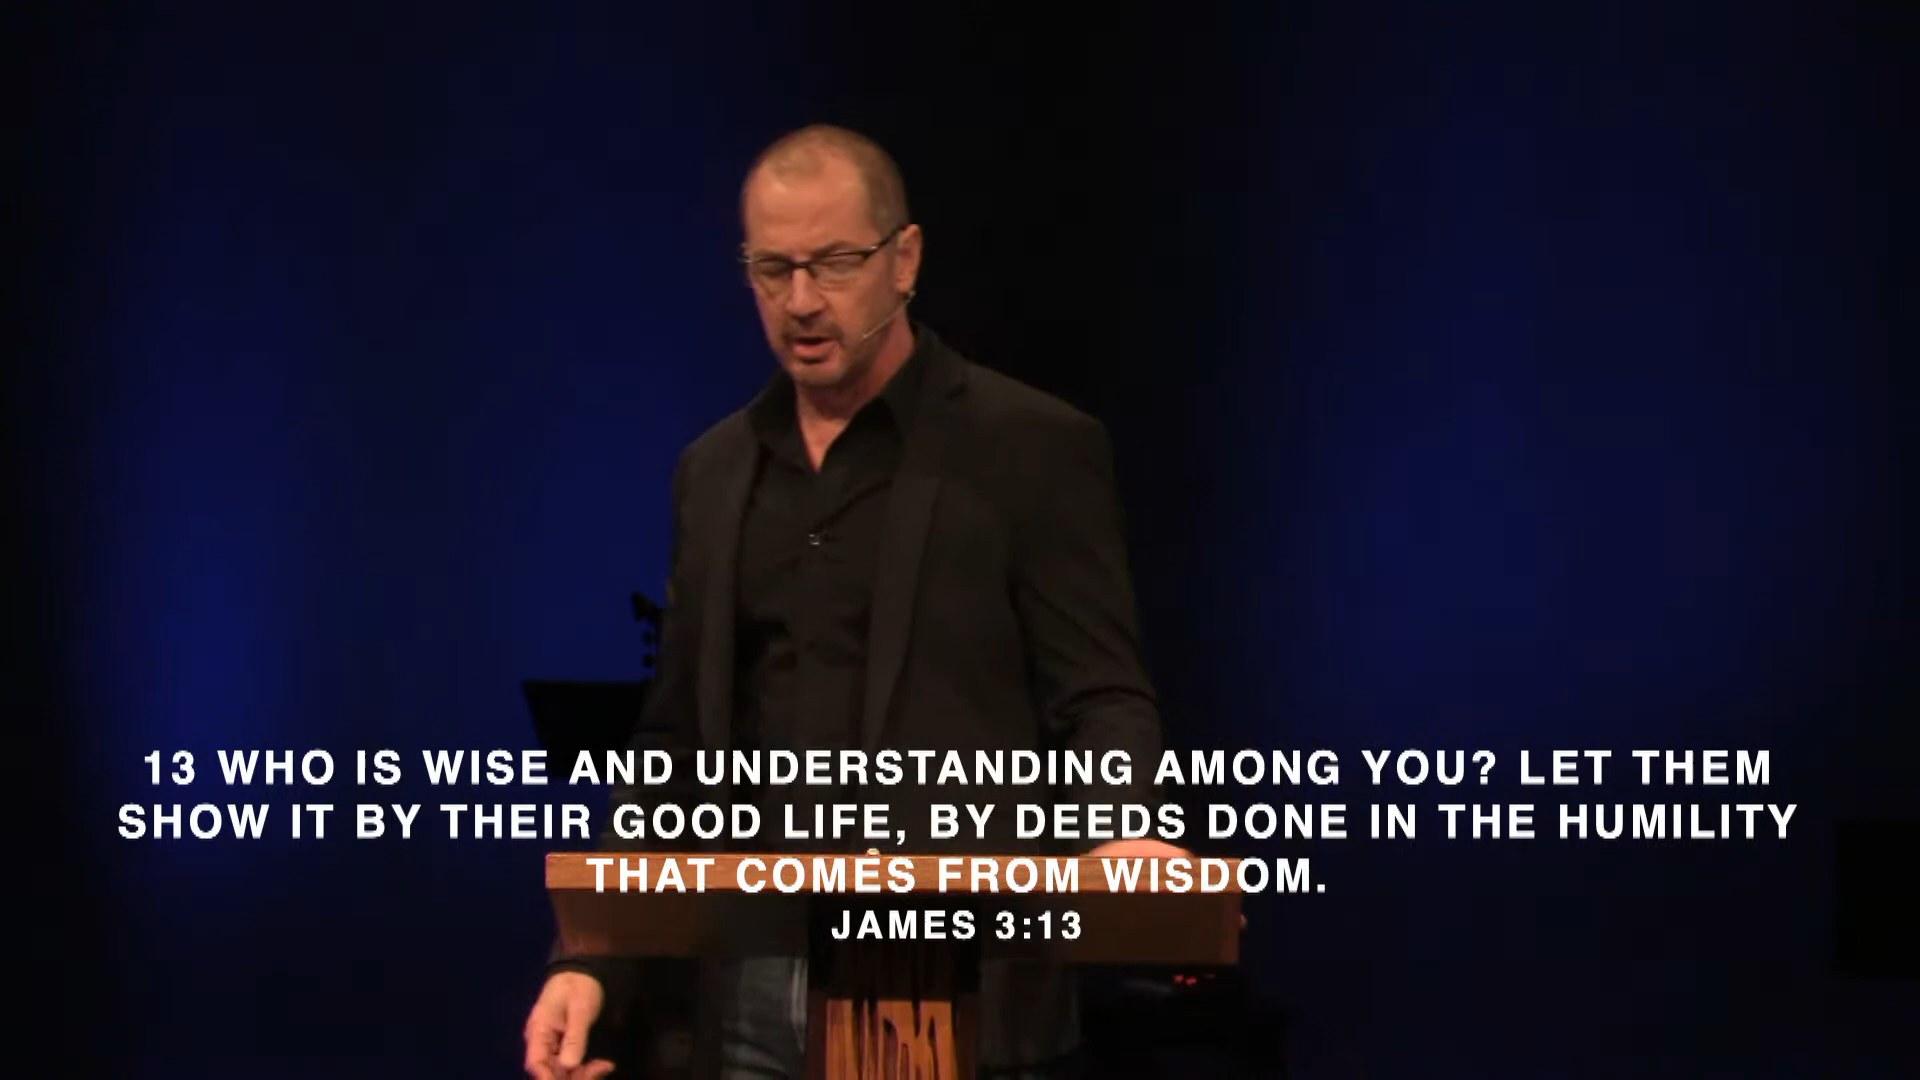 13 WHO IS WISE AND UNDERSTANDING AMONG YOU? LET THEM
SHOW IT BY THEIR GOOD LIFE, BY DEEDS DONE IN THE HUMILITY
THAT COMES FROM WISDOM.
JAMES 3:13